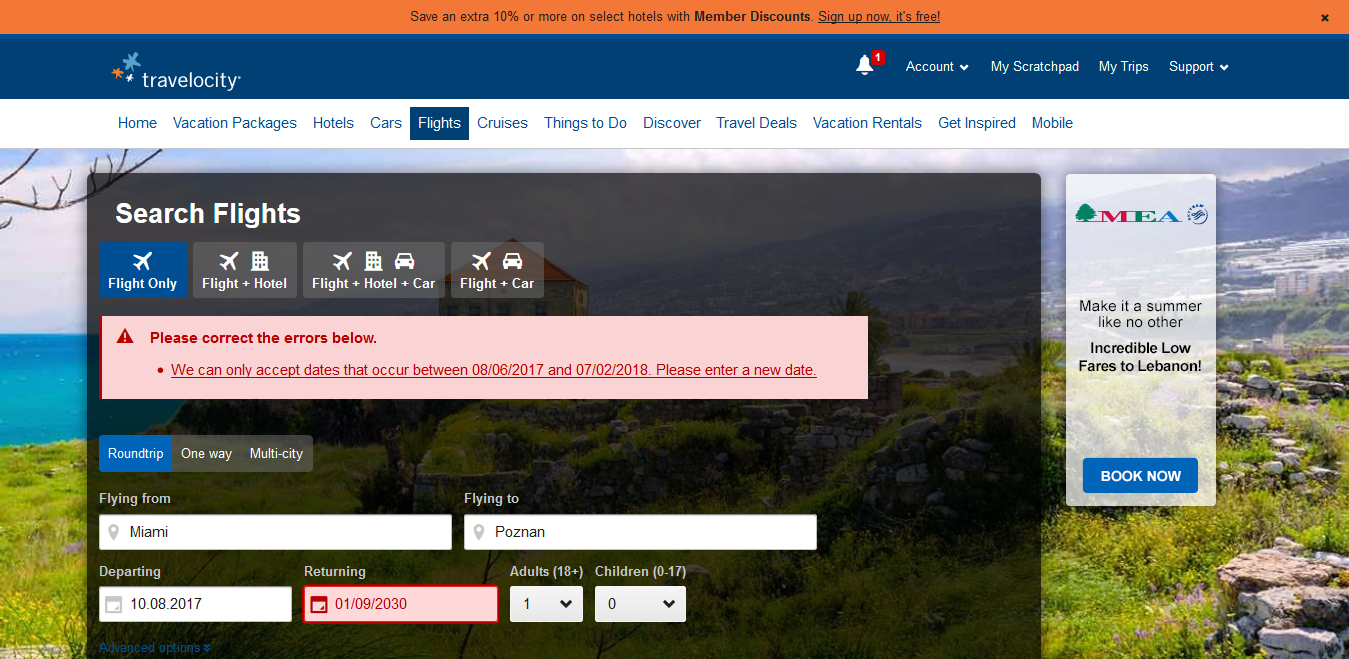 Save an extra 10% or more on select hotels with Member Discounts. Sign up now, it's free!
travelocity
1
Account
My Scratchpad
My Trips
Support
Home
Vacation Packages
Hotels
Cars
Flights
Cruises
Things to Do
Discover
Travel Deals
Vacation Rentals
Get Inspired
Mobile
Search Flights
Flight Only
Flight + Hotel
Flight + Hotel + Car
Flight + Car
Please correct the errors below.
• We can only accept dates that occur between 08/06/2017 and 07/02/2018. Please enter a new date.
Roundtrip
One way
Multi-city
Flying from
Flying to
Miami
Poznan
Departing
Returning
Adults (18+)
Children (0-17)
10.08.2017
01/09/2030
1
0
Advanced options
MEA
Make it a summer
like no other
Incredible Low
Fares to Lebanon!
BOOK NOW